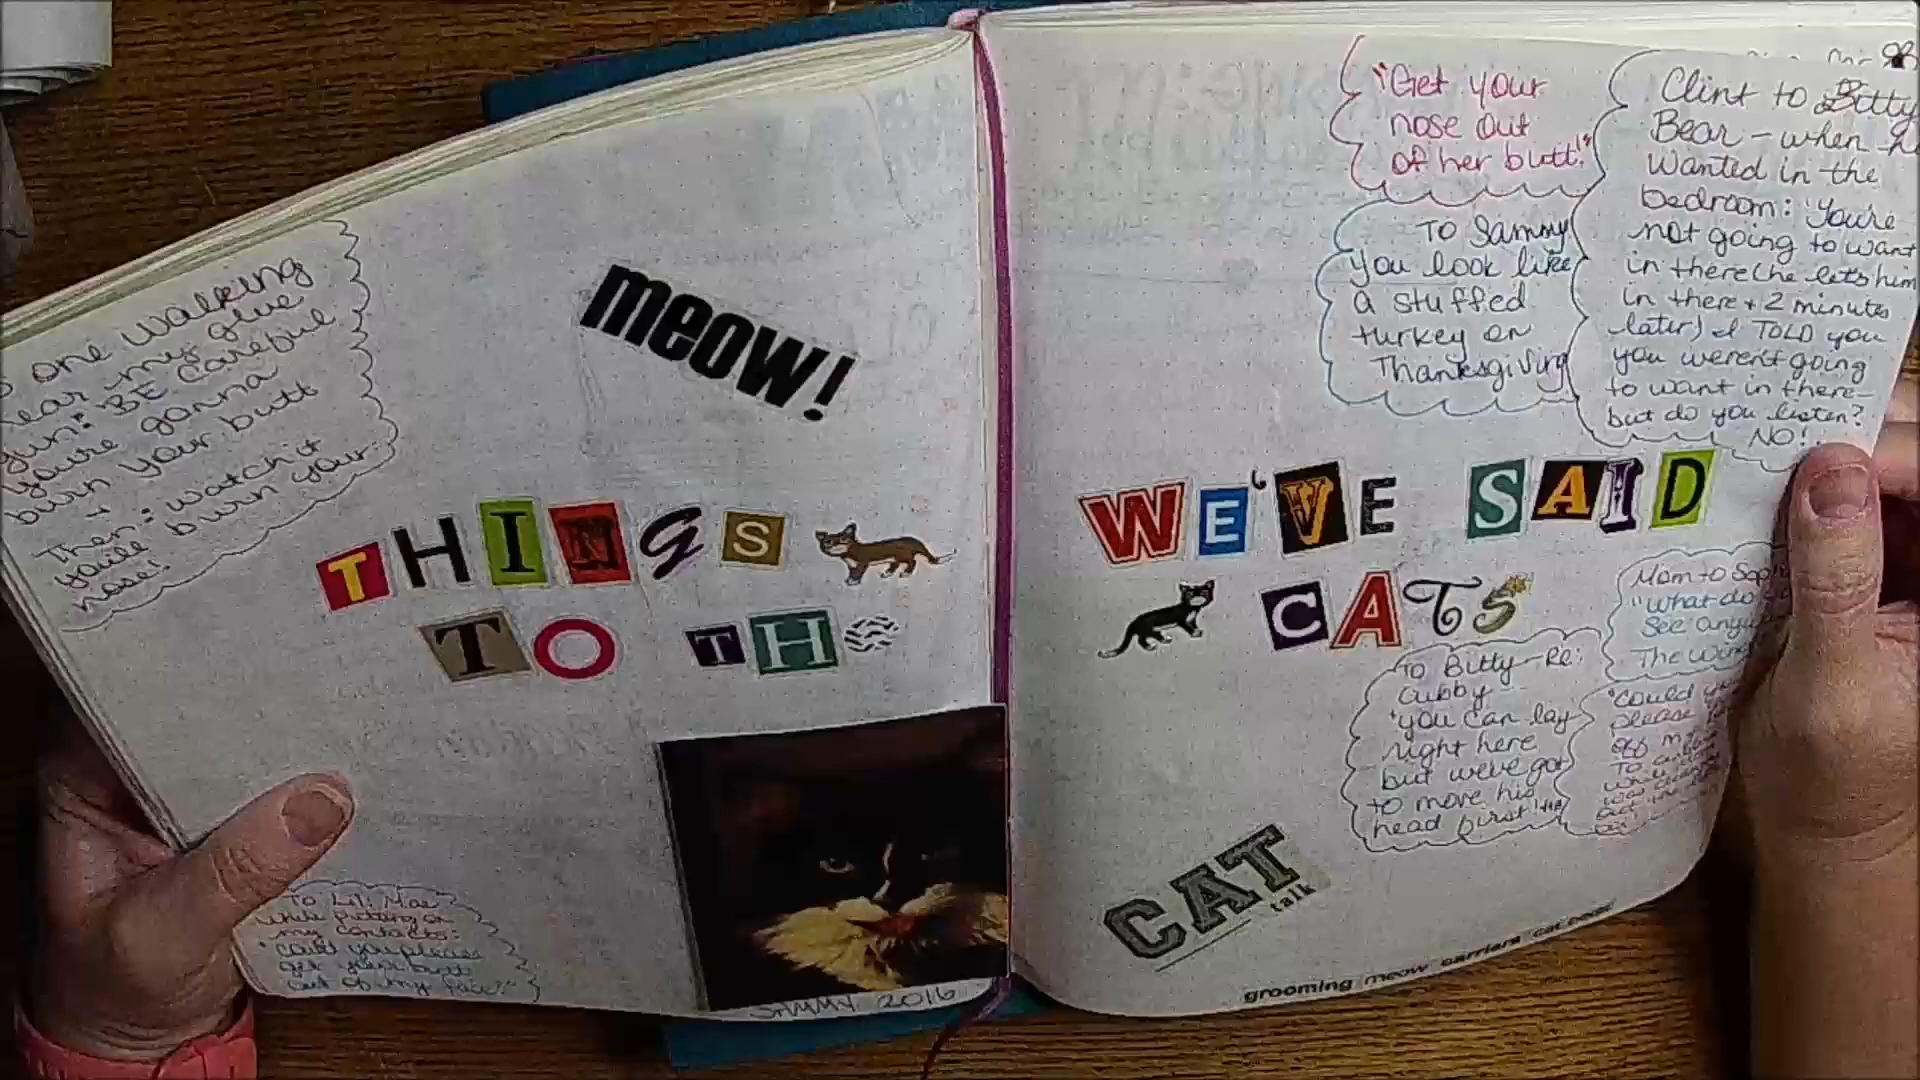 one walking
near my glue
gun: "BE Careful
you're gonna
burn your butt
Then: watch it
you'll burn your
nose!
meow!
THINGS
TO THE
To Lil: Mae
while putting on
my contacts:
"can't you please
get your butt
out of my face?"
SAMMY 2016
"Get your
nose out
of her butt!"
To Sammy
you look like
a stuffed
turkey on
Thanksgiving
Clint to Bitty
Bear - when he
wanted in the
bedroom: "You're
not going to want
in there (he lets him
in there + 2 minutes
later) I TOLD you
you weren't going
to want in there-
but do you listen?
NO!
WE'VE SAID
CATS
Mom to
"What do
see
The
To Bitty-Re:
Cubby
"you can lay
right here
but we've got
to move his
head first!"
"Could you
please
off my
To
was
out
CAT
talk
grooming meow carriers cat